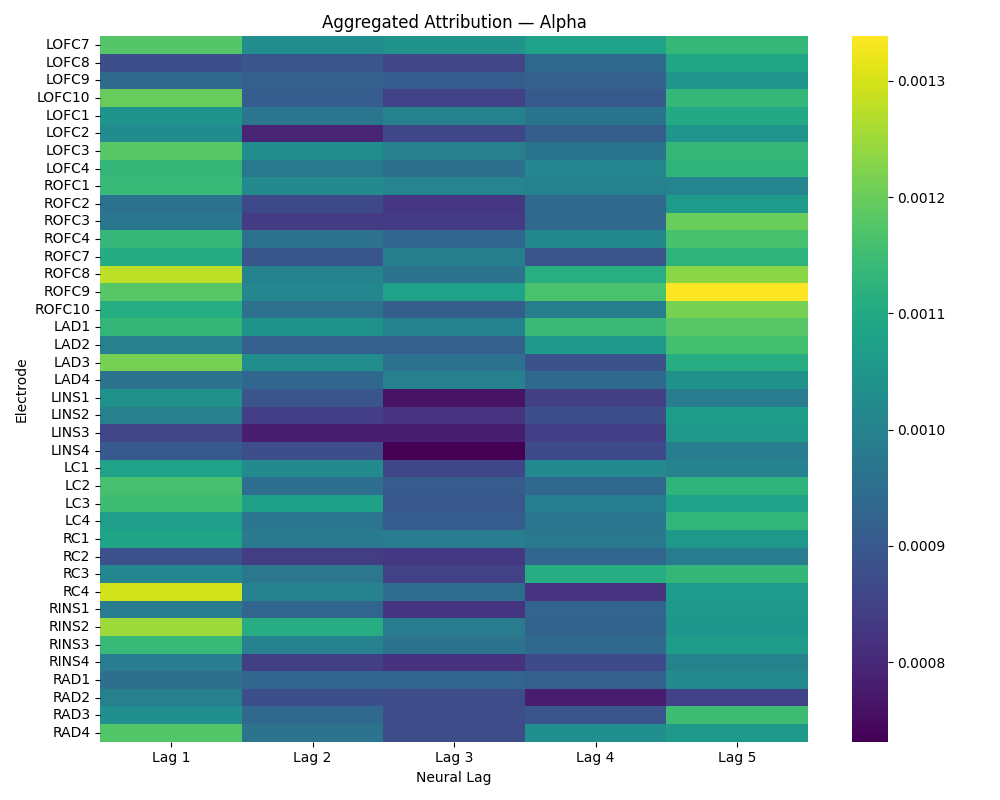 Aggregated Attribution — Alpha
LOFC7
LOFC8
LOFC9
LOFC10
LOFC1
LOFC2
LOFC3
LOFC4
ROFC1
ROFC2
ROFC3
ROFC4
ROFC7
ROFC8
ROFC9
ROFC10
LAD1
LAD2
LAD3
LAD4
LINS1
LINS2
LINS3
LINS4
LC1
LC2
LC3
LC4
RC1
RC2
RC3
RC4
RINS1
RINS2
RINS3
RINS4
RAD1
RAD2
RAD3
RAD4
Electrode
Lag 1 Lag 2 Lag 3 Lag 4 Lag 5
Neural Lag
0.0013
0.0012
0.0011
0.0010
0.0009
0.0008